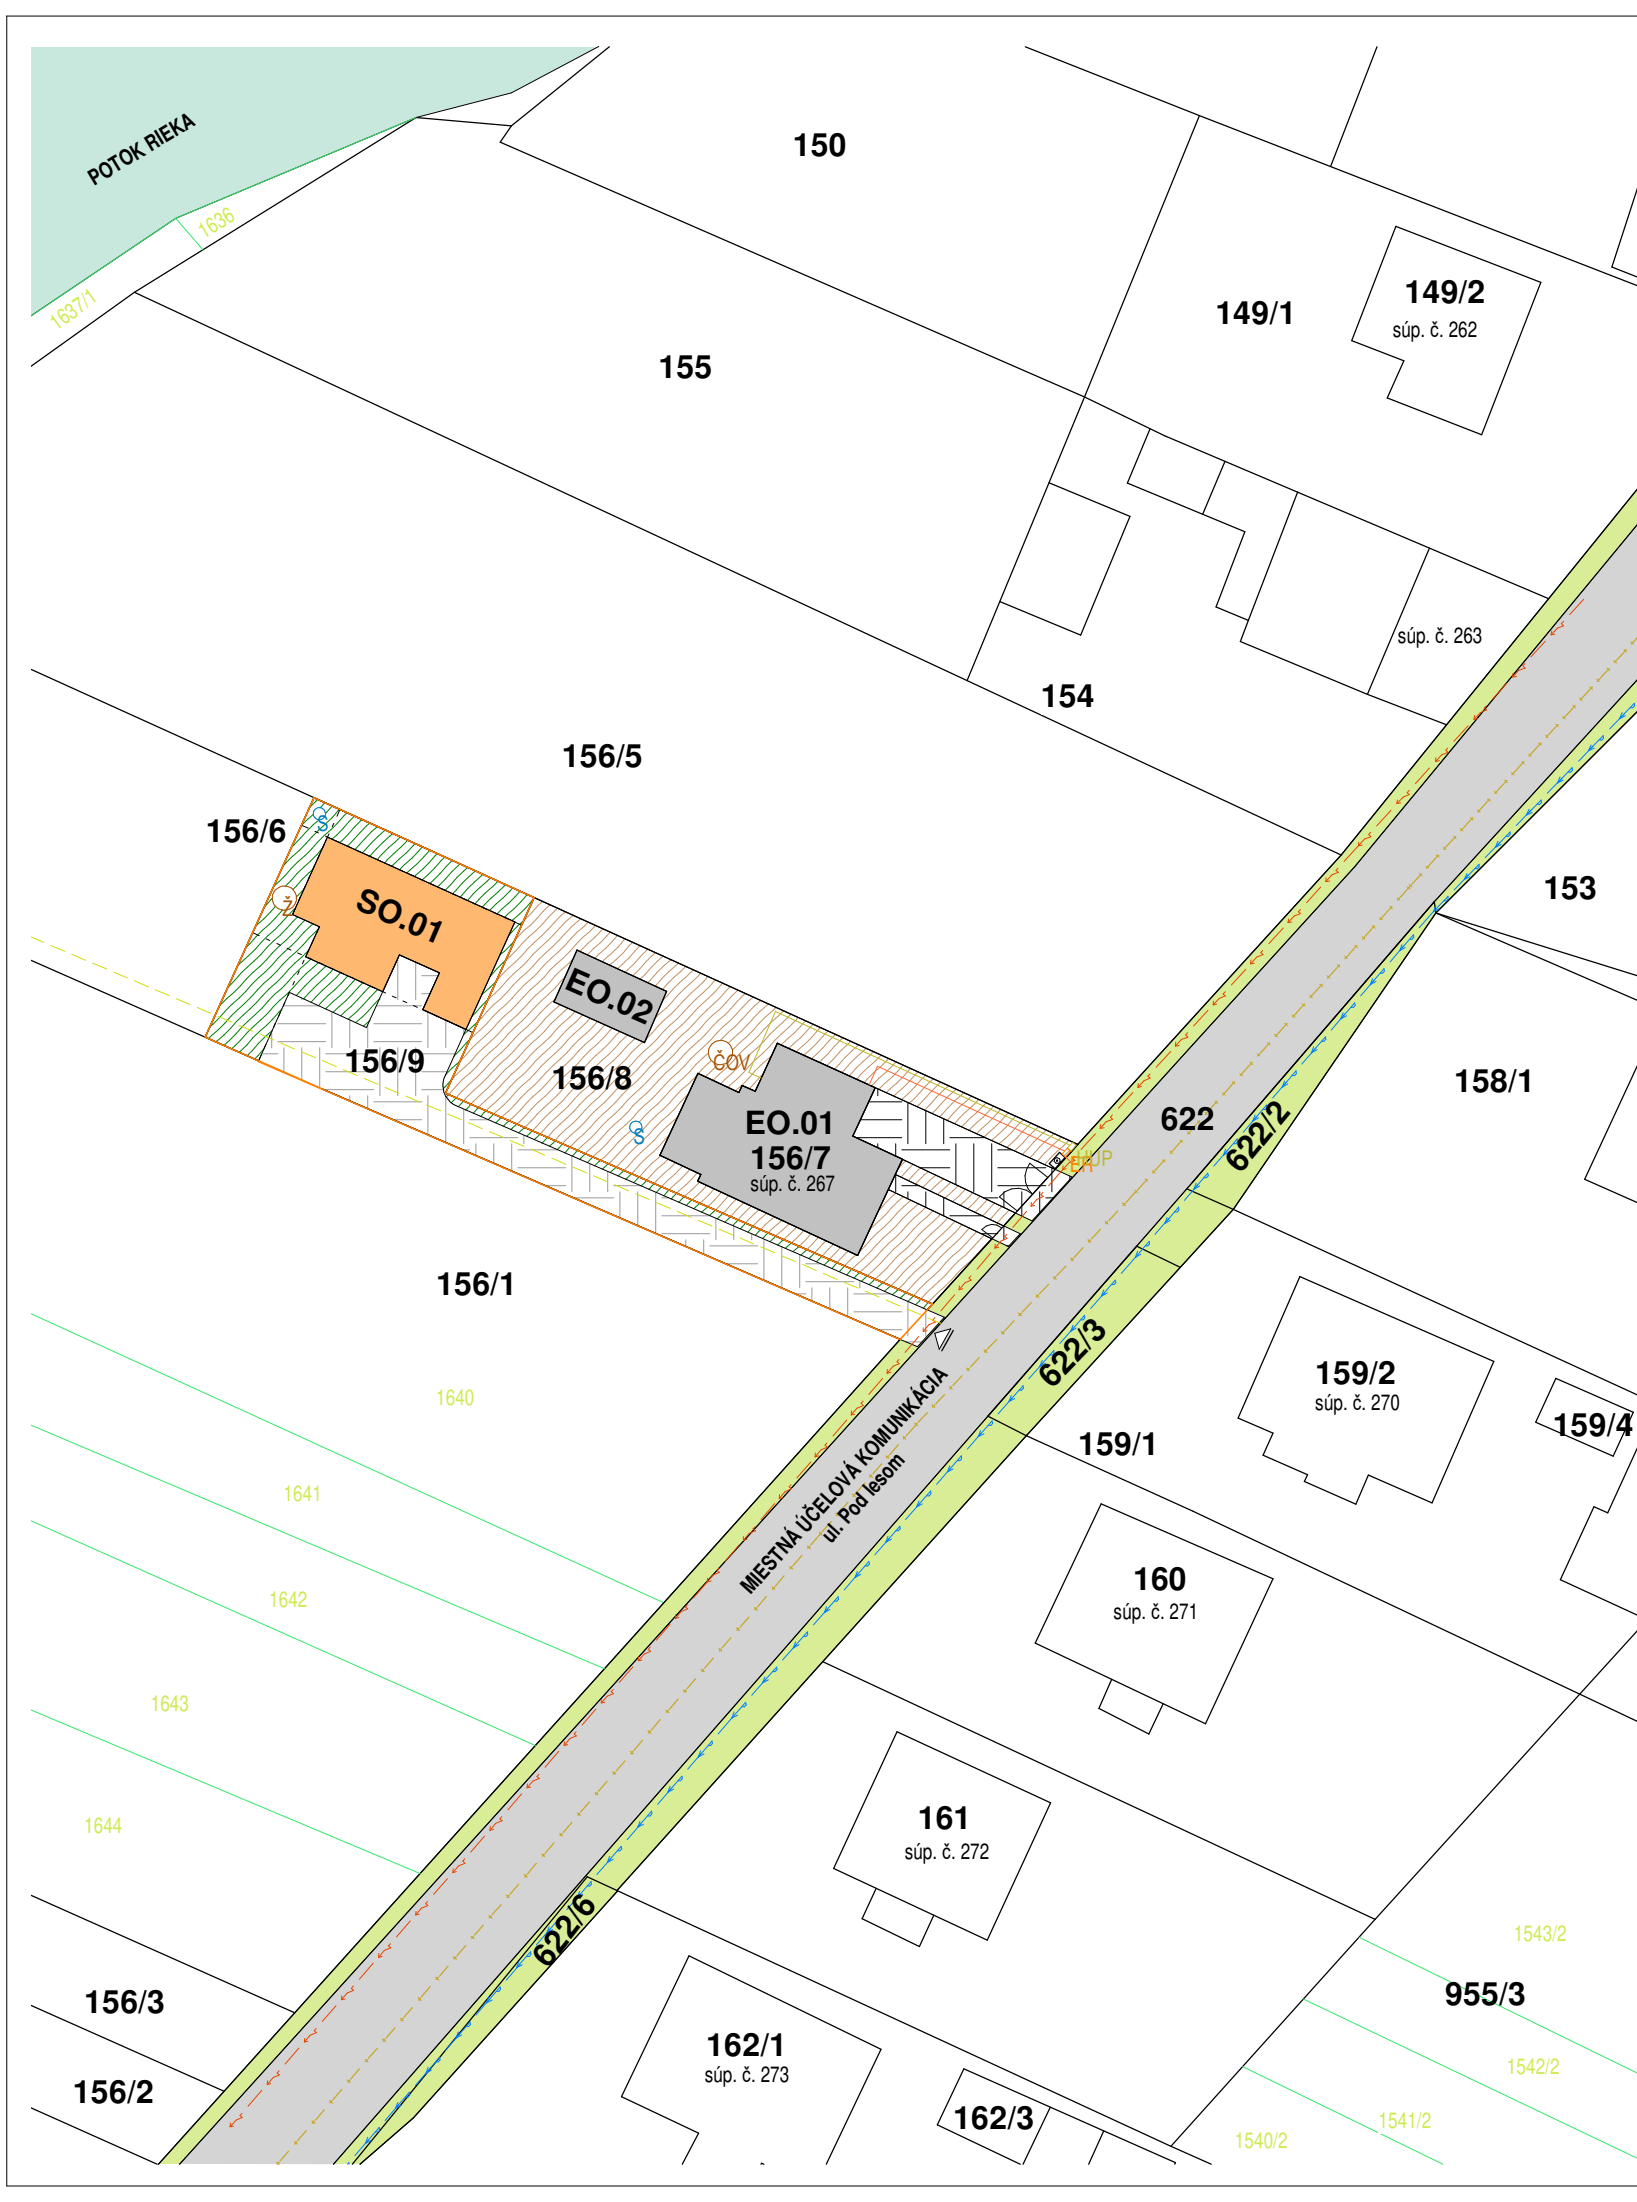 150
POTOK RIEKA
1636
149/2
súp. č. 262
1637/1
149/1
155
súp. č. 263
154
156/5
S
156/6
153
Ž
SO.01
EO.02
156/9
ČOV
156/8
158/1
EO.01
622
622/2
S
156/7
súp. č. 267
HUP
156/1
622/3
159/2
súp. č. 270
1640
159/4
159/1
MIESTNÁ ÚČELOVÁ KOMUNIKÁCIA
ul. Pod lesom
1641
160
súp. č. 271
1642
1643
161
súp. č. 272
1644
622/6
1543/2
955/3
156/3
162/1
súp. č. 273
1542/2
156/2
162/3
1541/2
1540/2